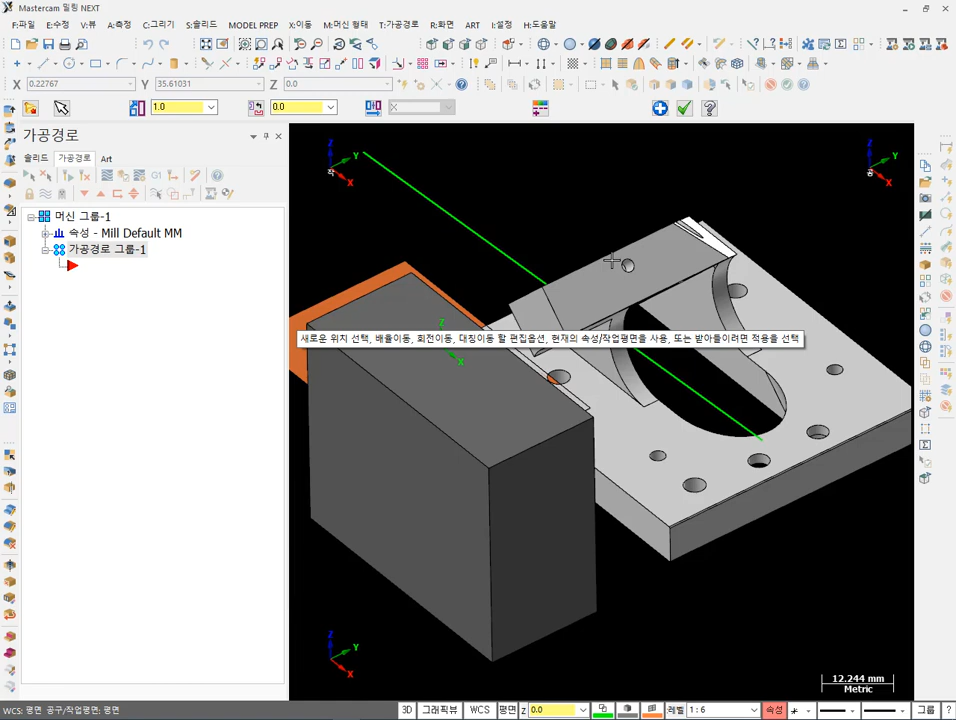 Mastercam 밀링 NEXT
F:파일 E:수정 V:뷰 A:측정 C:그리기 S:솔리드 MODEL PREP X:이동 M:머신 형태 T:가공경로 R:화면 ART I:설정 H:도움말
X 0.22767 Y 35.61031 Z 0.0
1.0 0.0 X
가공경로
솔리드 가공경로 Art
G1
머신 그룹-1
속성 - Mill Default MM
가공경로 그룹-1
Z Y X
Z Y X
Z X
새로운 위치 선택, 배율이동, 회전이동, 대칭이동 할 편집옵션, 현재의 속성/작업평면을 사용, 또는 받아들이려면 적용을 선택
Z Y X
12.244 mm
Metric
WCS: 평면 공구/작업평면: 평면 3D 그래픽뷰 WCS 평면 Z 0.0 레벨 1 : 6 속성 그룹 ?